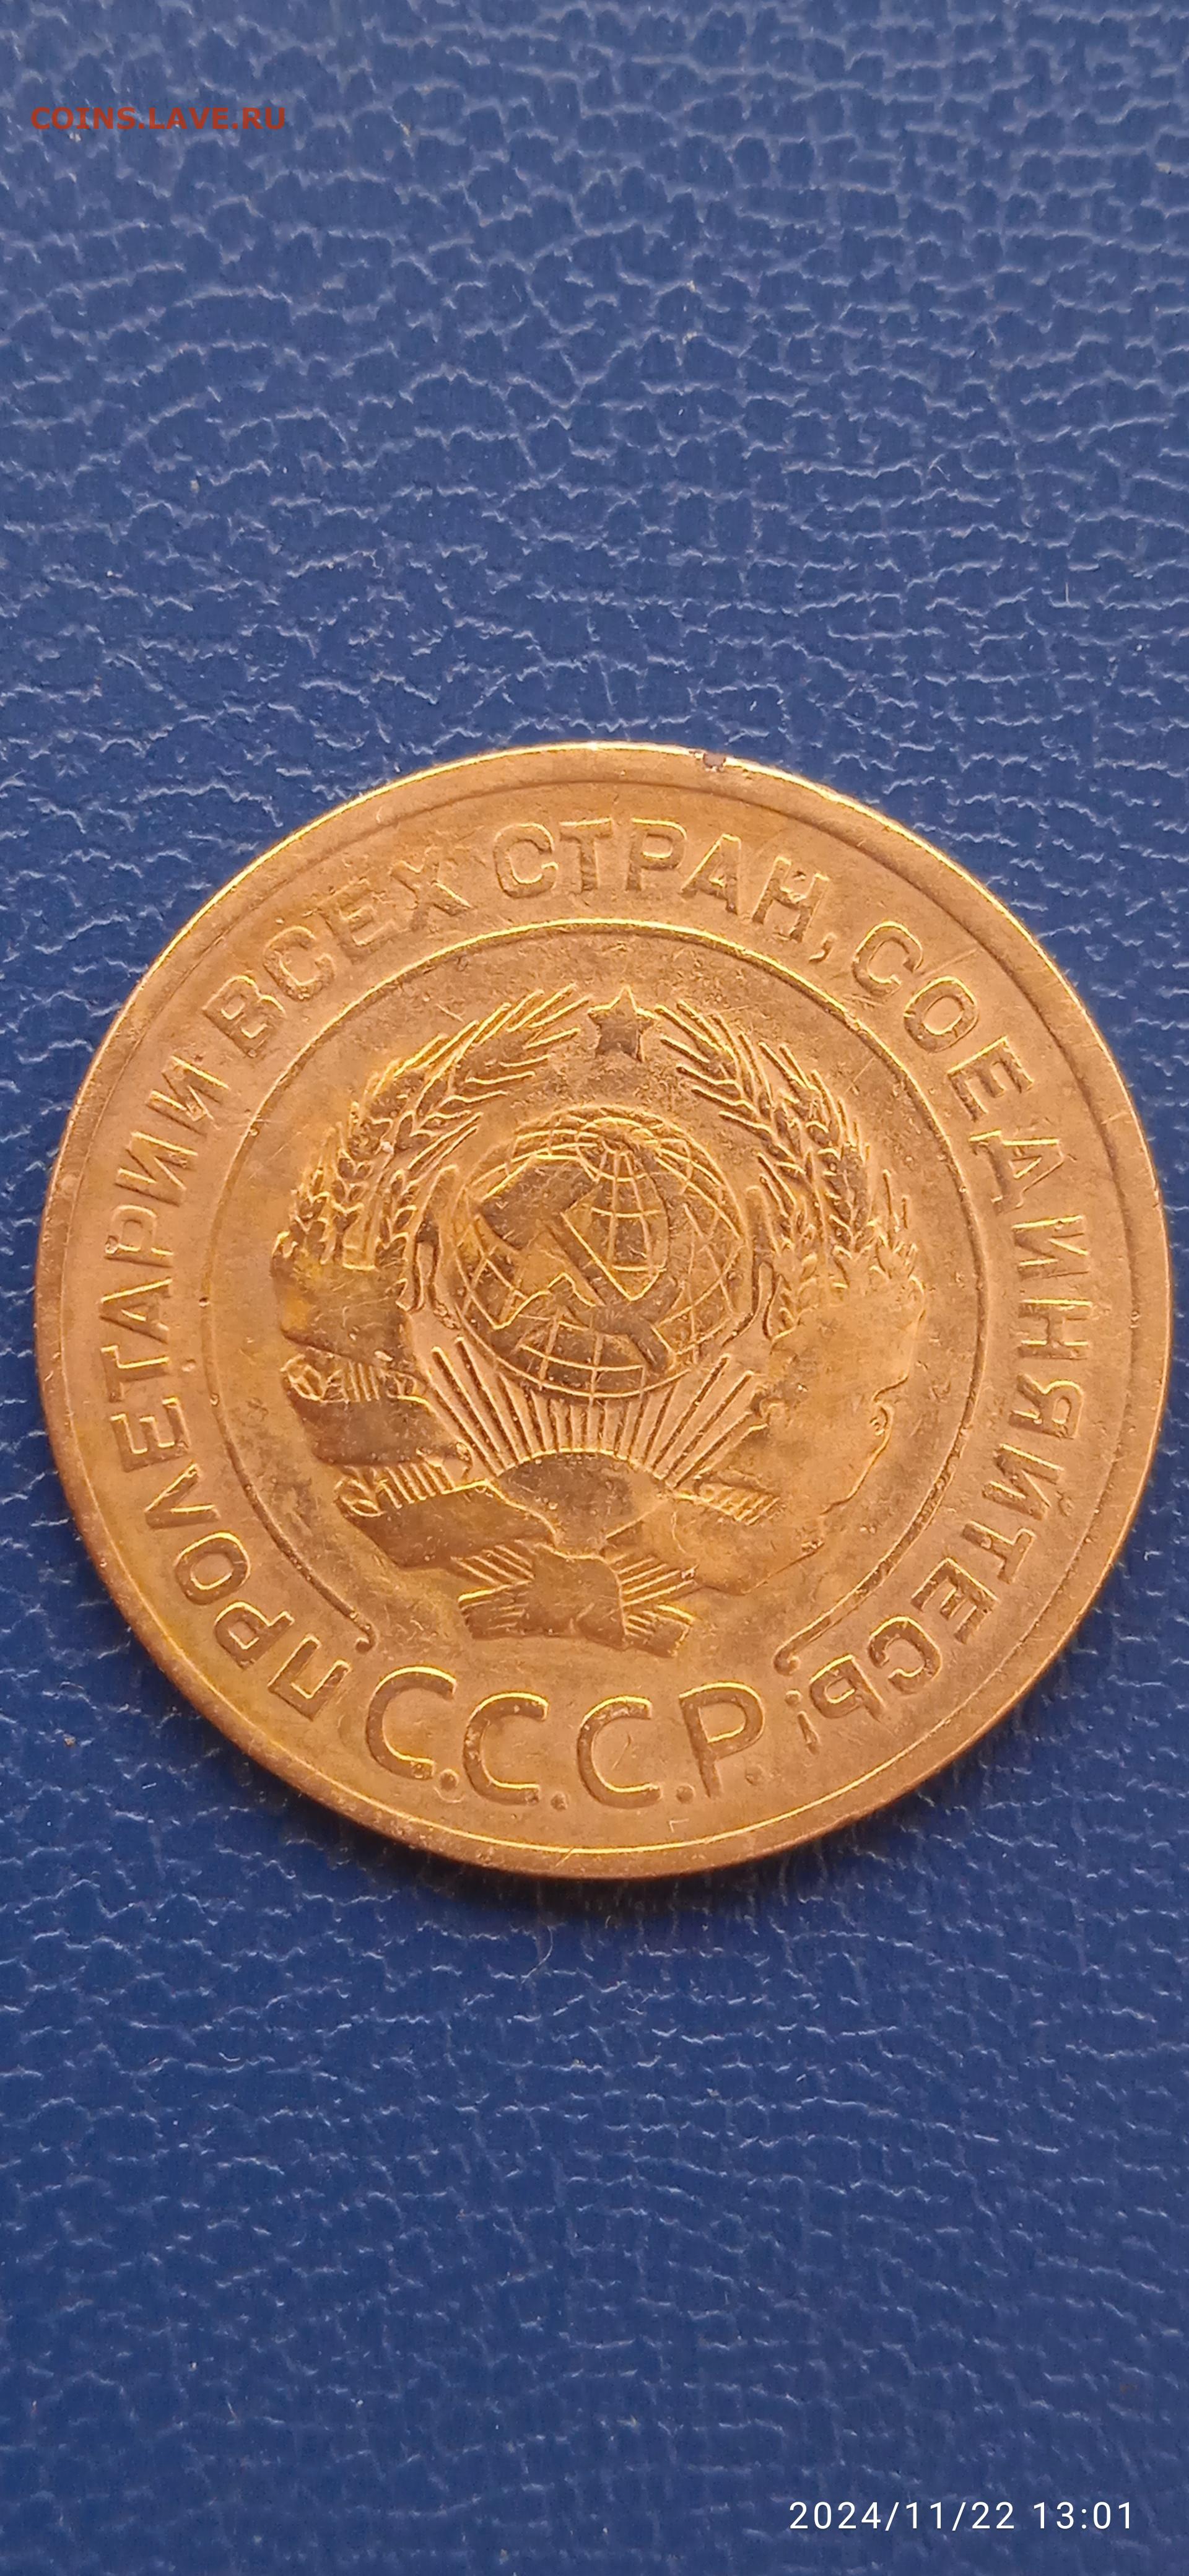 COINS.LAVE.RU
ПРОЛЕТАРИИ ВСЕХ СТРАН, СОЕДИНЯЙТЕСЬ!
С.С.С.Р.
2024/11/22 13:01